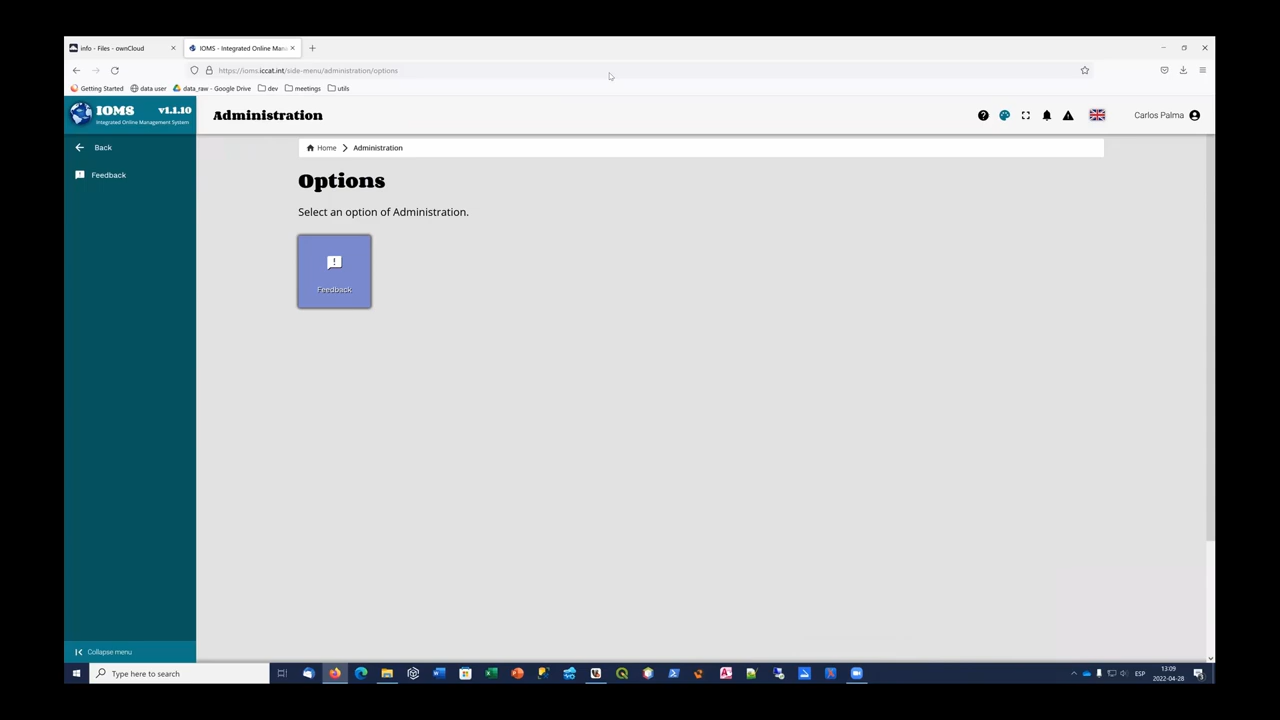 info - Files - ownCloud
IOMS - Integrated Online Mana
https://ioms.iccat.int/side-menu/administration/options
Getting Started
data user
data_raw - Google Drive
dev
meetings
utils
IOMS
v1.1.10
Integrated Online Management System
Administration
Carlos Palma
Back
Home
Administration
Feedback
Options
Select an option of Administration.
Feedback
Collapse menu
Type here to search
ESP
13:09
2022-04-28